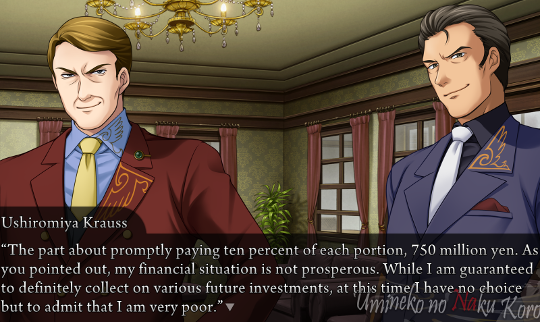 Ushiromiya Krauss
“The part about promptly paying ten percent of each portion, 750 million yen. As
you pointed out, my financial situation is not prosperous. While I am guaranteed
to definitely collect on various future investments, at this time I have no choice
but to admit that I am very poor.”
Umineko no Naku Koro